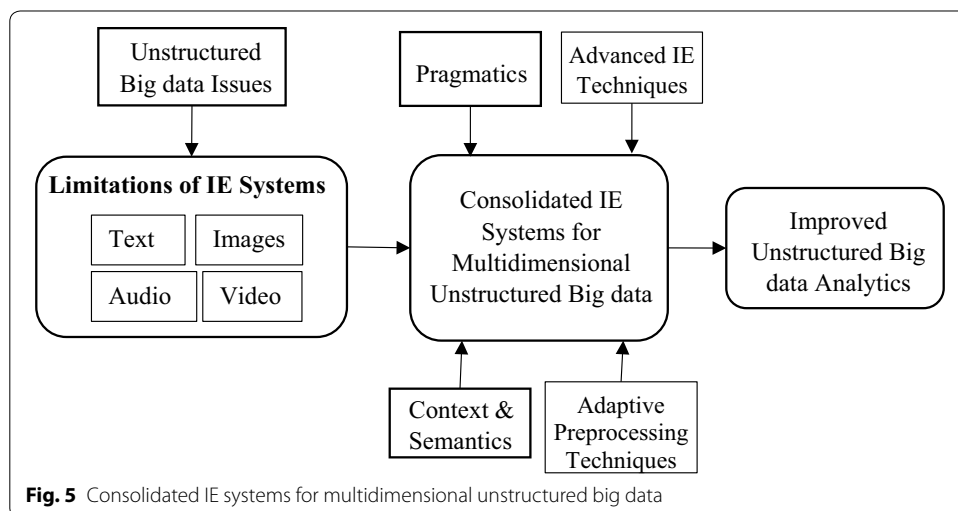 Unstructured
Big data Issues
Pragmatics
Advanced IE
Techniques
Limitations of IE Systems
Text
Images
Audio
Video
Consolidated IE
Systems for
Multidimensional
Unstructured Big data
Improved
Unstructured Big
data Analytics
Context &
Semantics
Adaptive
Preprocessing
Techniques
Fig. 5 Consolidated IE systems for multidimensional unstructured big data